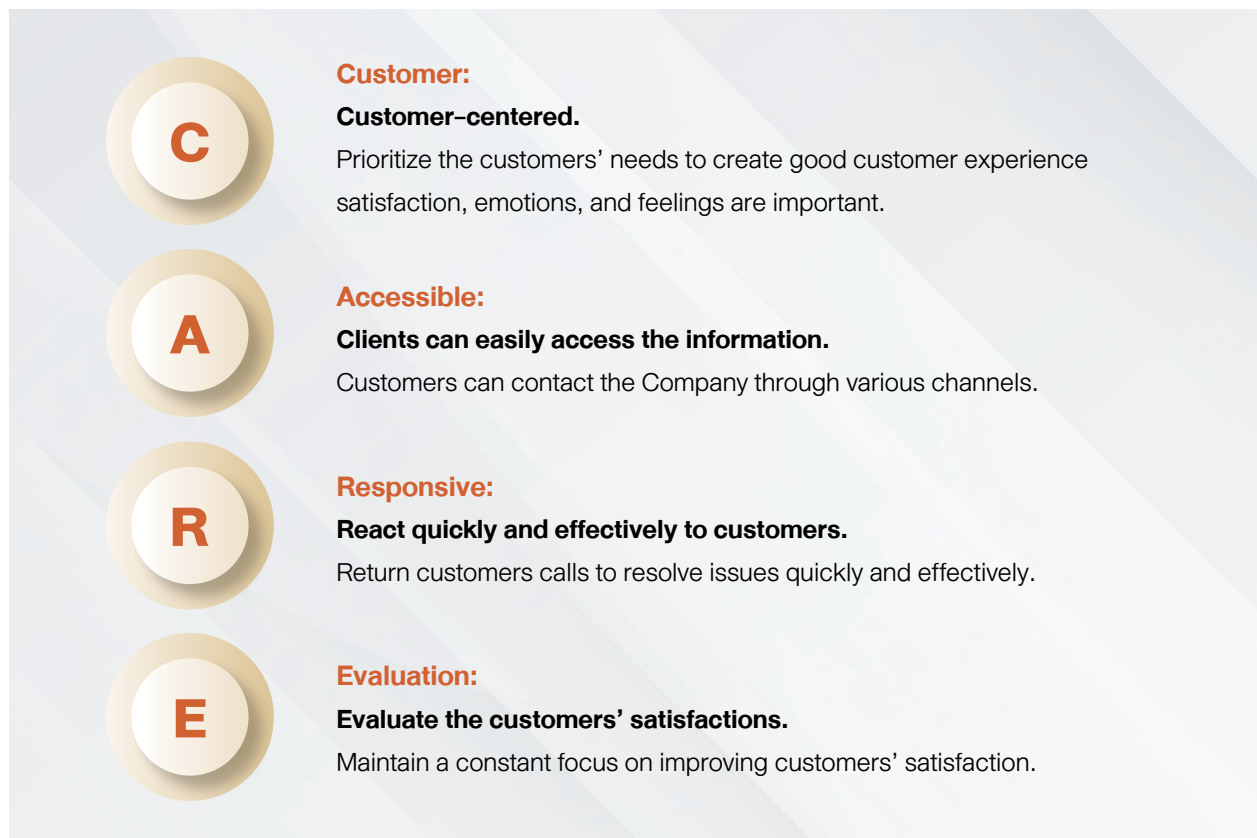 C
Customer:
Customer–centered.
Prioritize the customers’ needs to create good customer experience
satisfaction, emotions, and feelings are important.
A
Accessible:
Clients can easily access the information.
Customers can contact the Company through various channels.
R
Responsive:
React quickly and effectively to customers.
Return customers calls to resolve issues quickly and effectively.
E
Evaluation:
Evaluate the customers’ satisfactions.
Maintain a constant focus on improving customers’ satisfaction.